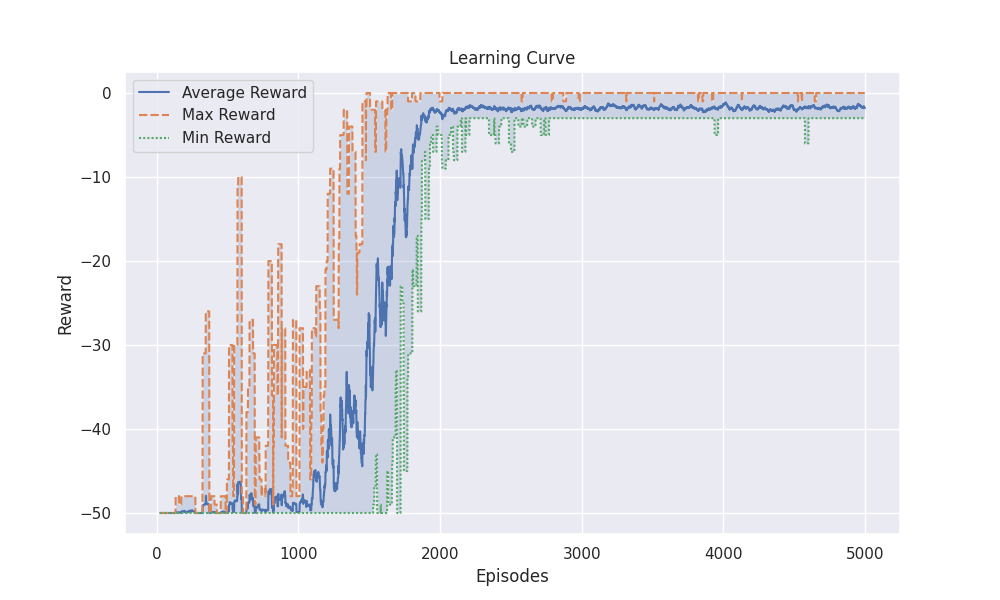 Learning Curve
Average Reward
Max Reward
Min Reward
Reward
0
−10
−20
−30
−40
−50
0
1000
2000
3000
4000
5000
Episodes